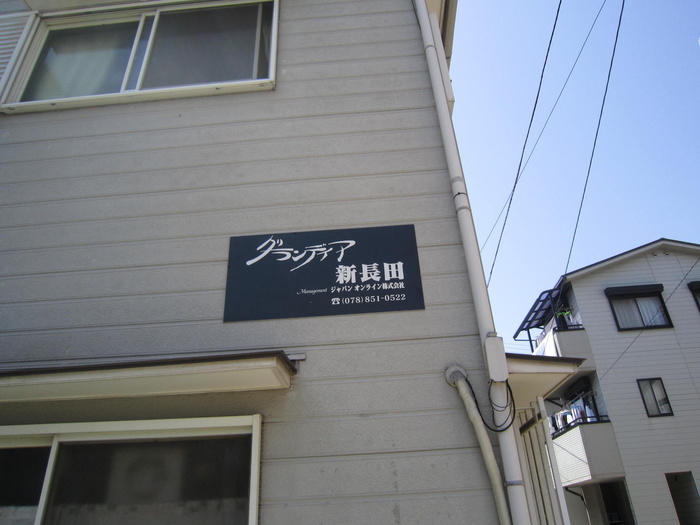 グランディア
新長田
Management ジャパン オンライン株式会社
☎(078)851-0522